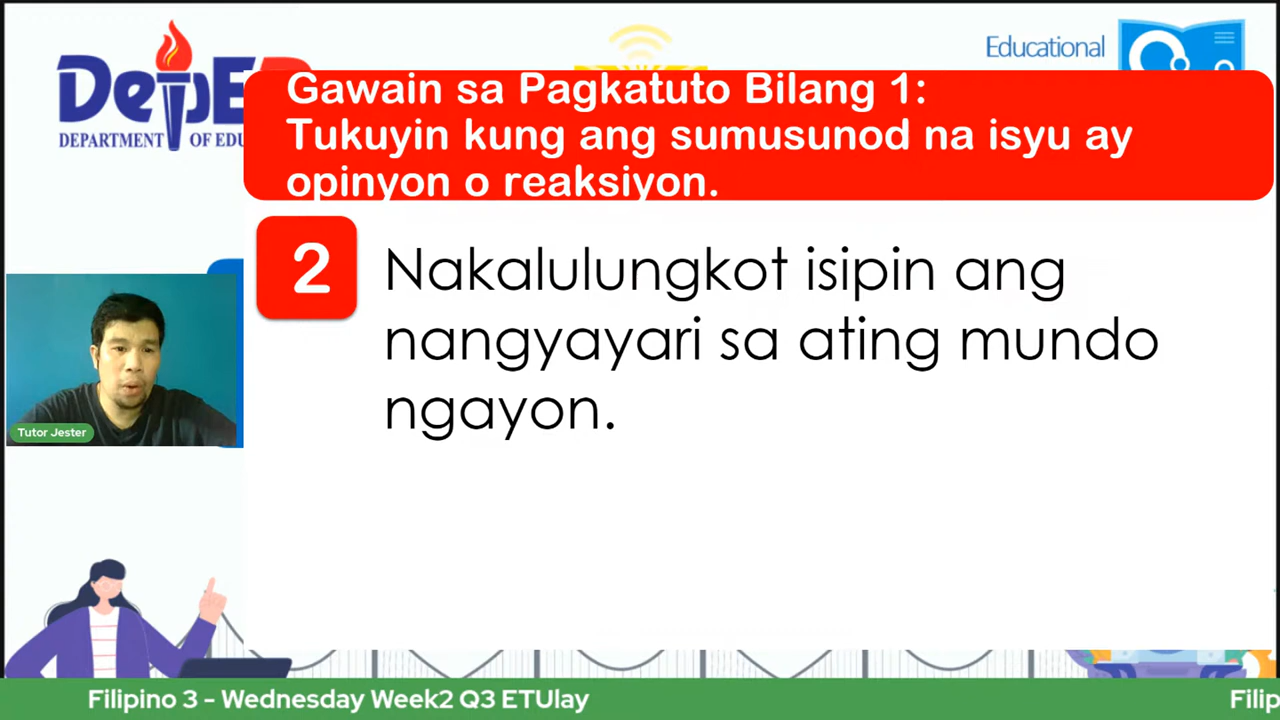 DepE
DEPARTMENT OF EDU
Educational
Gawain sa Pagkatuto Bilang 1:
Tukuyin kung ang sumusunod na isyu ay
opinyon o reaksiyon.
2
Nakalulungkot isipin ang
nangyayari sa ating mundo
ngayon.
Tutor Jester
Filipino 3 - Wednesday Week2 Q3 ETUlay
Filip